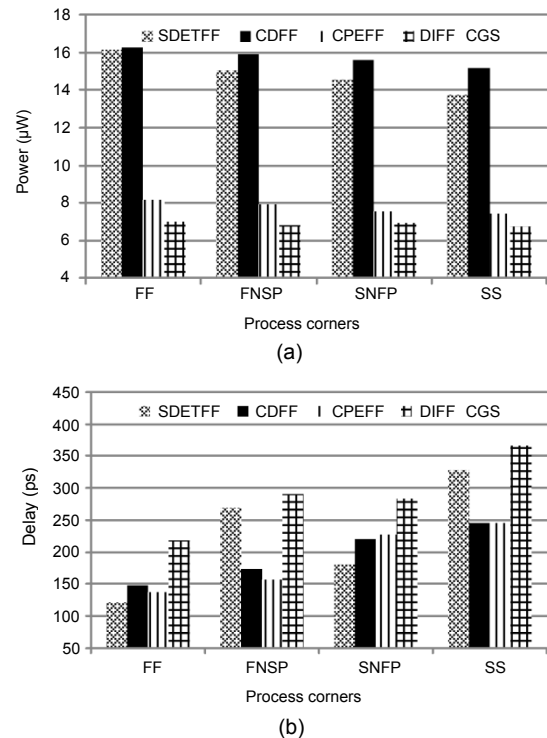 18
SDETFF CDFF CPEFF DIFF CGS
16
14
12
10
8
6
4
Power (µW)
FF FNSP SNFP SS
Process corners
(a)
450
SDETFF CDFF CPEFF DIFF CGS
400
350
300
250
200
150
100
50
Delay (ps)
FF FNSP SNFP SS
Process corners
(b)